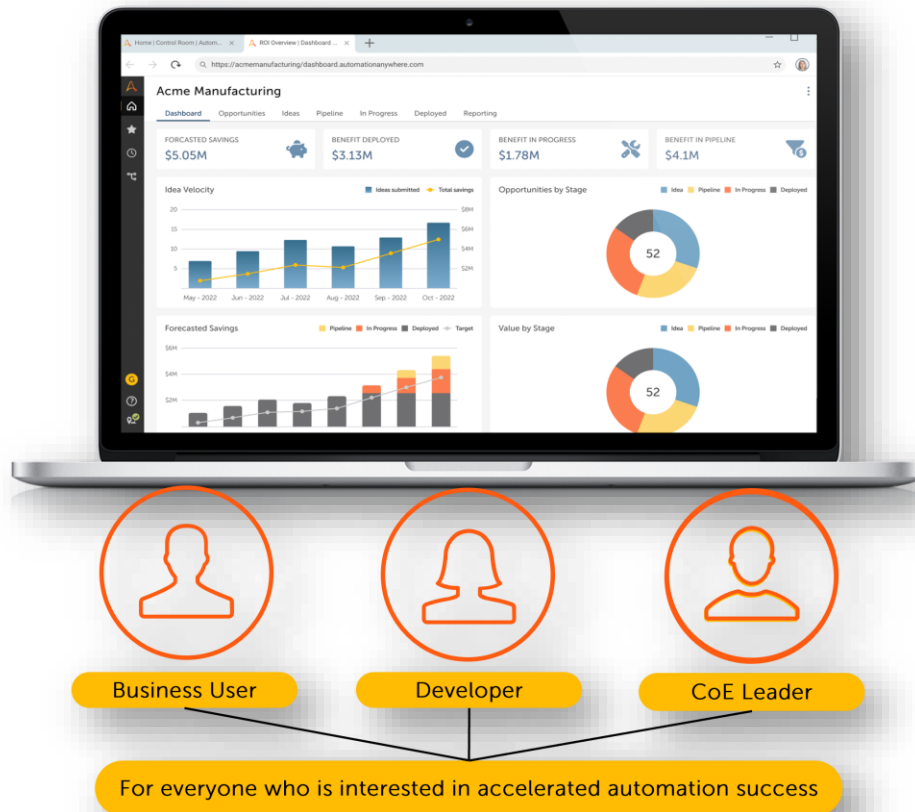 Home | Control Room | Autom... ×
ROI Overview | Dashboard ... ×
https://acmemanufacturing/dashboard.automationanywhere.com
Acme Manufacturing
Dashboard Opportunities Ideas Pipeline In Progress Deployed Reporting
FORCASTED SAVINGS
$5.05M
BENEFIT DEPLOYED
$3.13M
BENEFIT IN PROGRESS
$1.78M
BENEFIT IN PIPELINE
$4.1M
Idea Velocity
Ideas submitted Total savings
20
15
10
5
$8M
$6M
$4M
$2M
May - 2022 Jun - 2022 Jul - 2022 Aug - 2022 Sep - 2022 Oct - 2022
Opportunities by Stage
Idea Pipeline In Progress Deployed
52
Forecasted Savings
Pipeline In Progress Deployed Target
$6M
$4M
$2M
Value by Stage
Idea Pipeline In Progress Deployed
52
G
Business User
Developer
CoE Leader
For everyone who is interested in accelerated automation success